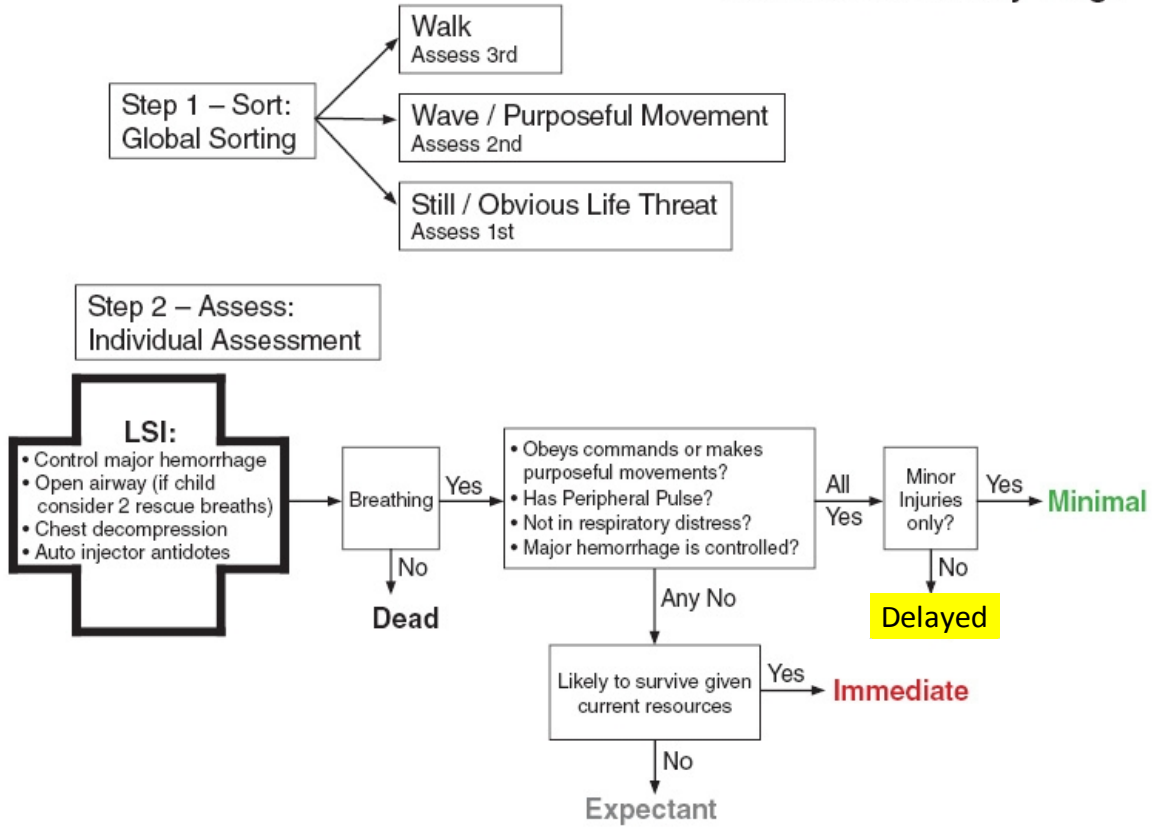 Step 1 – Sort:
Global Sorting
Walk
Assess 3rd
Wave / Purposeful Movement
Assess 2nd
Still / Obvious Life Threat
Assess 1st
Step 2 – Assess:
Individual Assessment
LSI:
• Control major hemorrhage
• Open airway (if child
consider 2 rescue breaths)
• Chest decompression
• Auto injector antidotes
Breathing
Yes
No
Dead
• Obeys commands or makes
purposeful movements?
• Has Peripheral Pulse?
• Not in respiratory distress?
• Major hemorrhage is controlled?
All
Yes
Minor
Injuries
only?
Yes
Minimal
No
Delayed
Any No
Likely to survive given
current resources
Yes
Immediate
No
Expectant